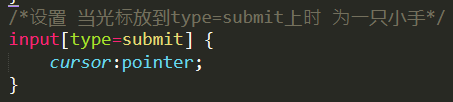 }
/*设置 当光标放到type=submit上时 为一只小手*/
input[type=submit] {
cursor:pointer;
}